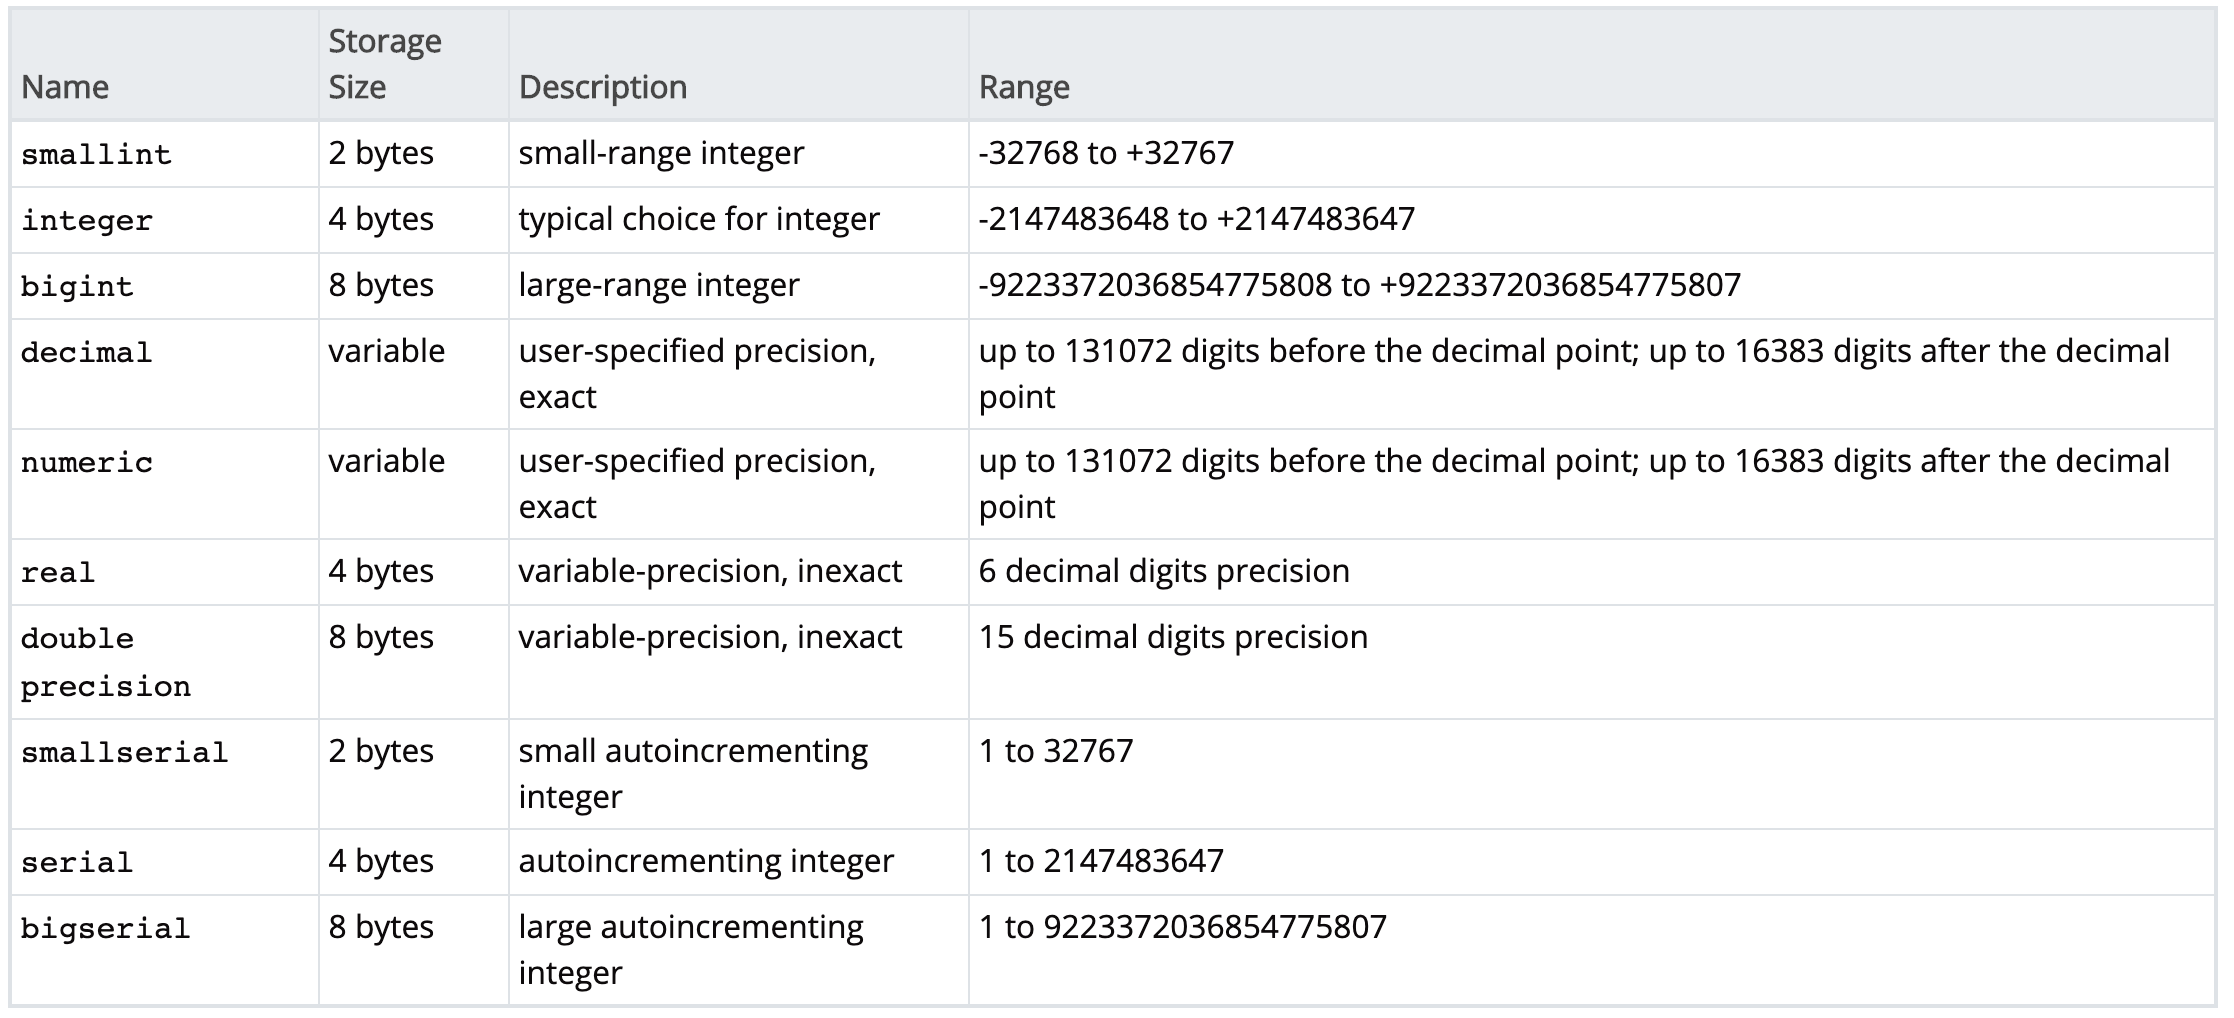 Name Storage Size Description Range
smallint 2 bytes small-range integer -32768 to +32767
integer 4 bytes typical choice for integer -2147483648 to +2147483647
bigint 8 bytes large-range integer -9223372036854775808 to +9223372036854775807
decimal variable user-specified precision, exact up to 131072 digits before the decimal point; up to 16383 digits after the decimal point
numeric variable user-specified precision, exact up to 131072 digits before the decimal point; up to 16383 digits after the decimal point
real 4 bytes variable-precision, inexact 6 decimal digits precision
double precision 8 bytes variable-precision, inexact 15 decimal digits precision
smallserial 2 bytes small autoincrementing integer 1 to 32767
serial 4 bytes autoincrementing integer 1 to 2147483647
bigserial 8 bytes large autoincrementing integer 1 to 9223372036854775807